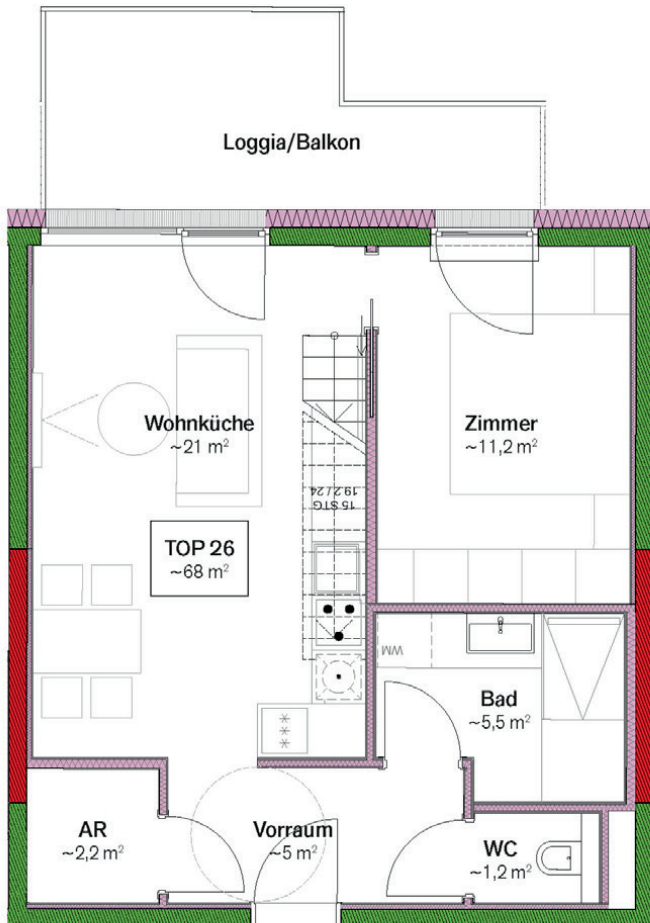 Loggia/Balkon
Wohnküche
~21 m²
Zimmer
~11,2 m²
15 STG
19.2 / 24
TOP 26
~68 m²
WM
Bad
~5,5 m²
AR
~2,2 m²
Vorraum
~5 m²
WC
~1,2 m²